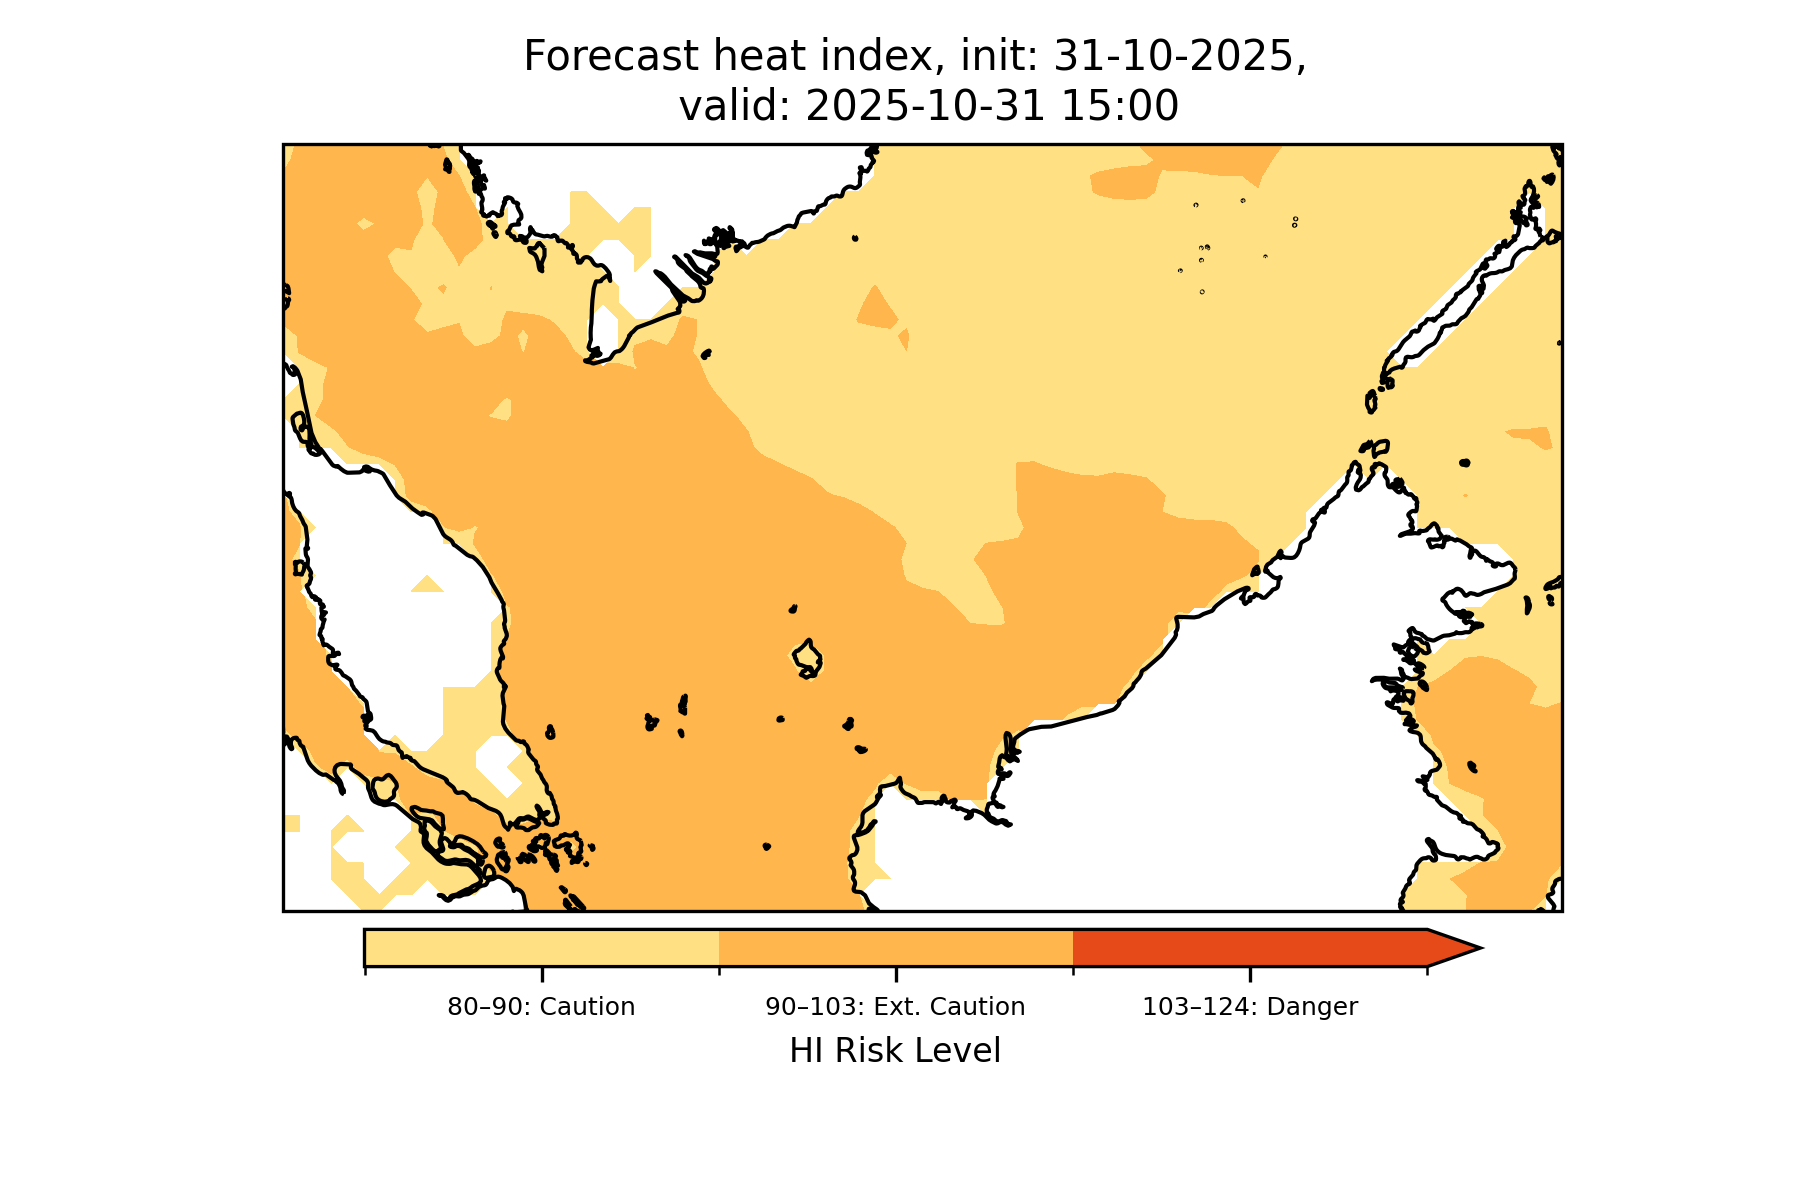 Forecast heat index, init: 31-10-2025,
valid: 2025-10-31 15:00
80–90: Caution
90–103: Ext. Caution
103–124: Danger
HI Risk Level